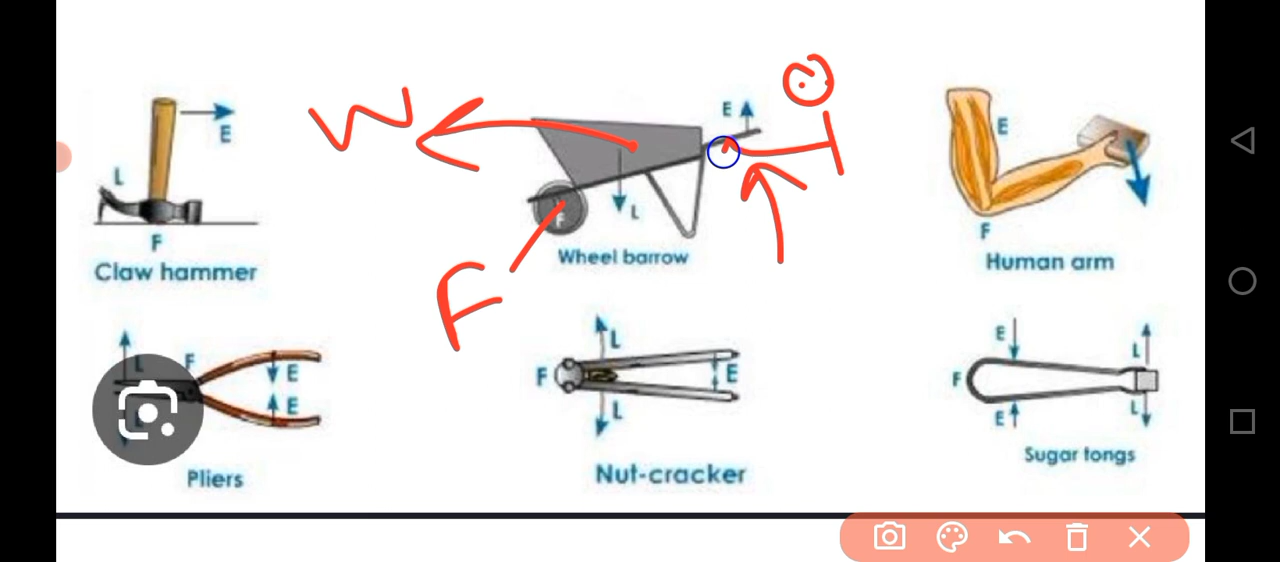 W
E
E
E
L
L
F
F
F
F
Claw hammer
Wheel barrow
Human arm
L
F
E
E
L
F
L
E
L
E
F
E
L
L
Pliers
Nut-cracker
Sugar tongs